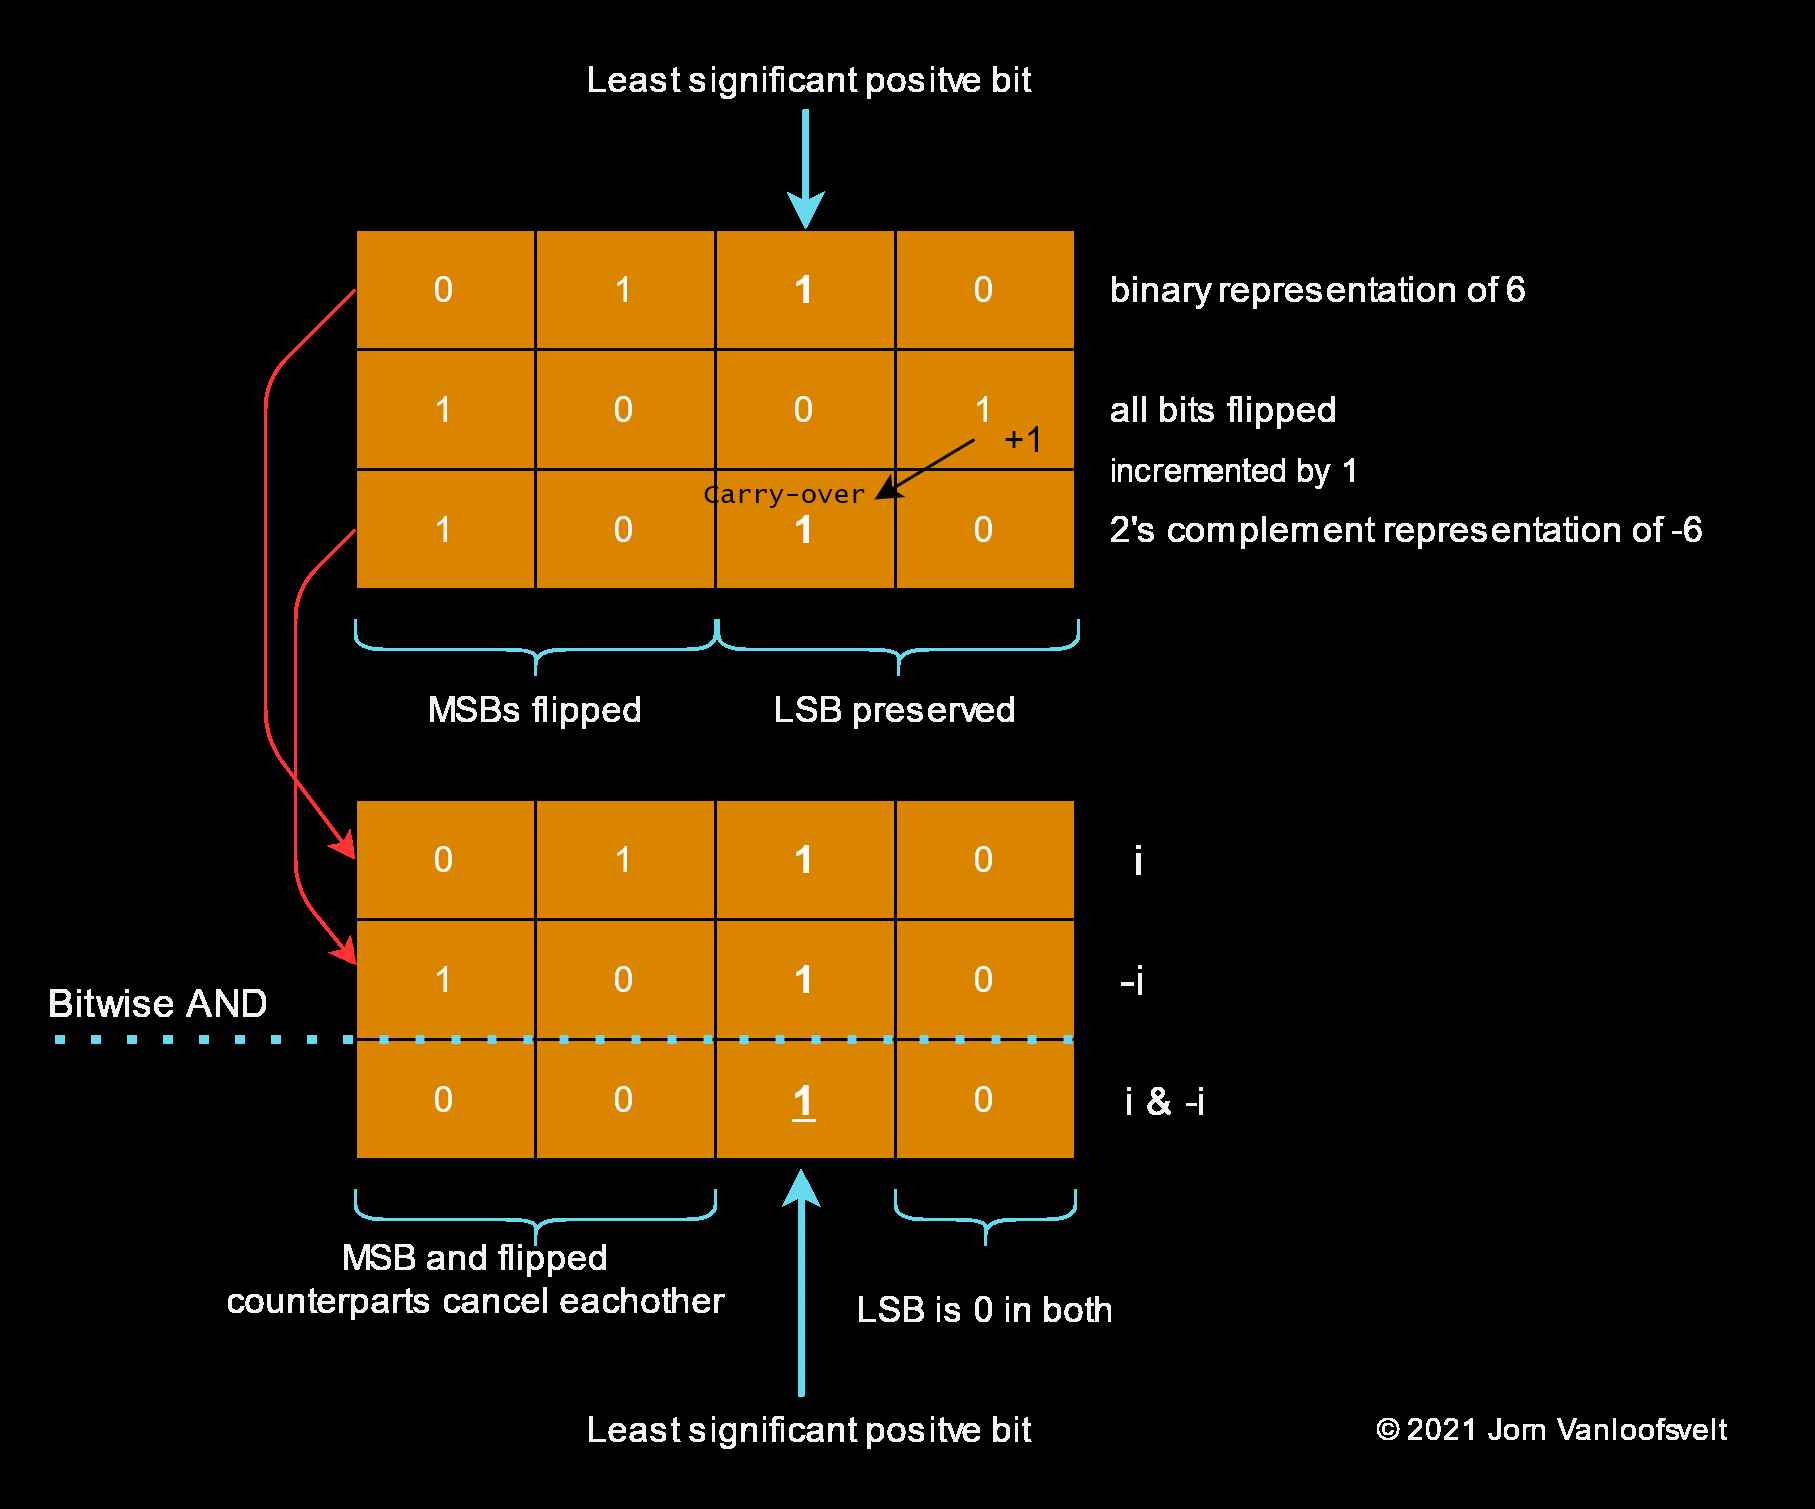 Least significant positve bit
0 1 1 0 binary representation of 6
1 0 0 1 all bits flipped
+1
incremented by 1
Carry-over
1 0 1 0 2's complement representation of -6
MSBs flipped LSB preserved
0 1 1 0 i
1 0 1 0 -i
Bitwise AND
0 0 1 0 i & -i
MSB and flipped
counterparts cancel eachother
LSB is 0 in both
Least significant positve bit
© 2021 Jorn Vanloofsvelt